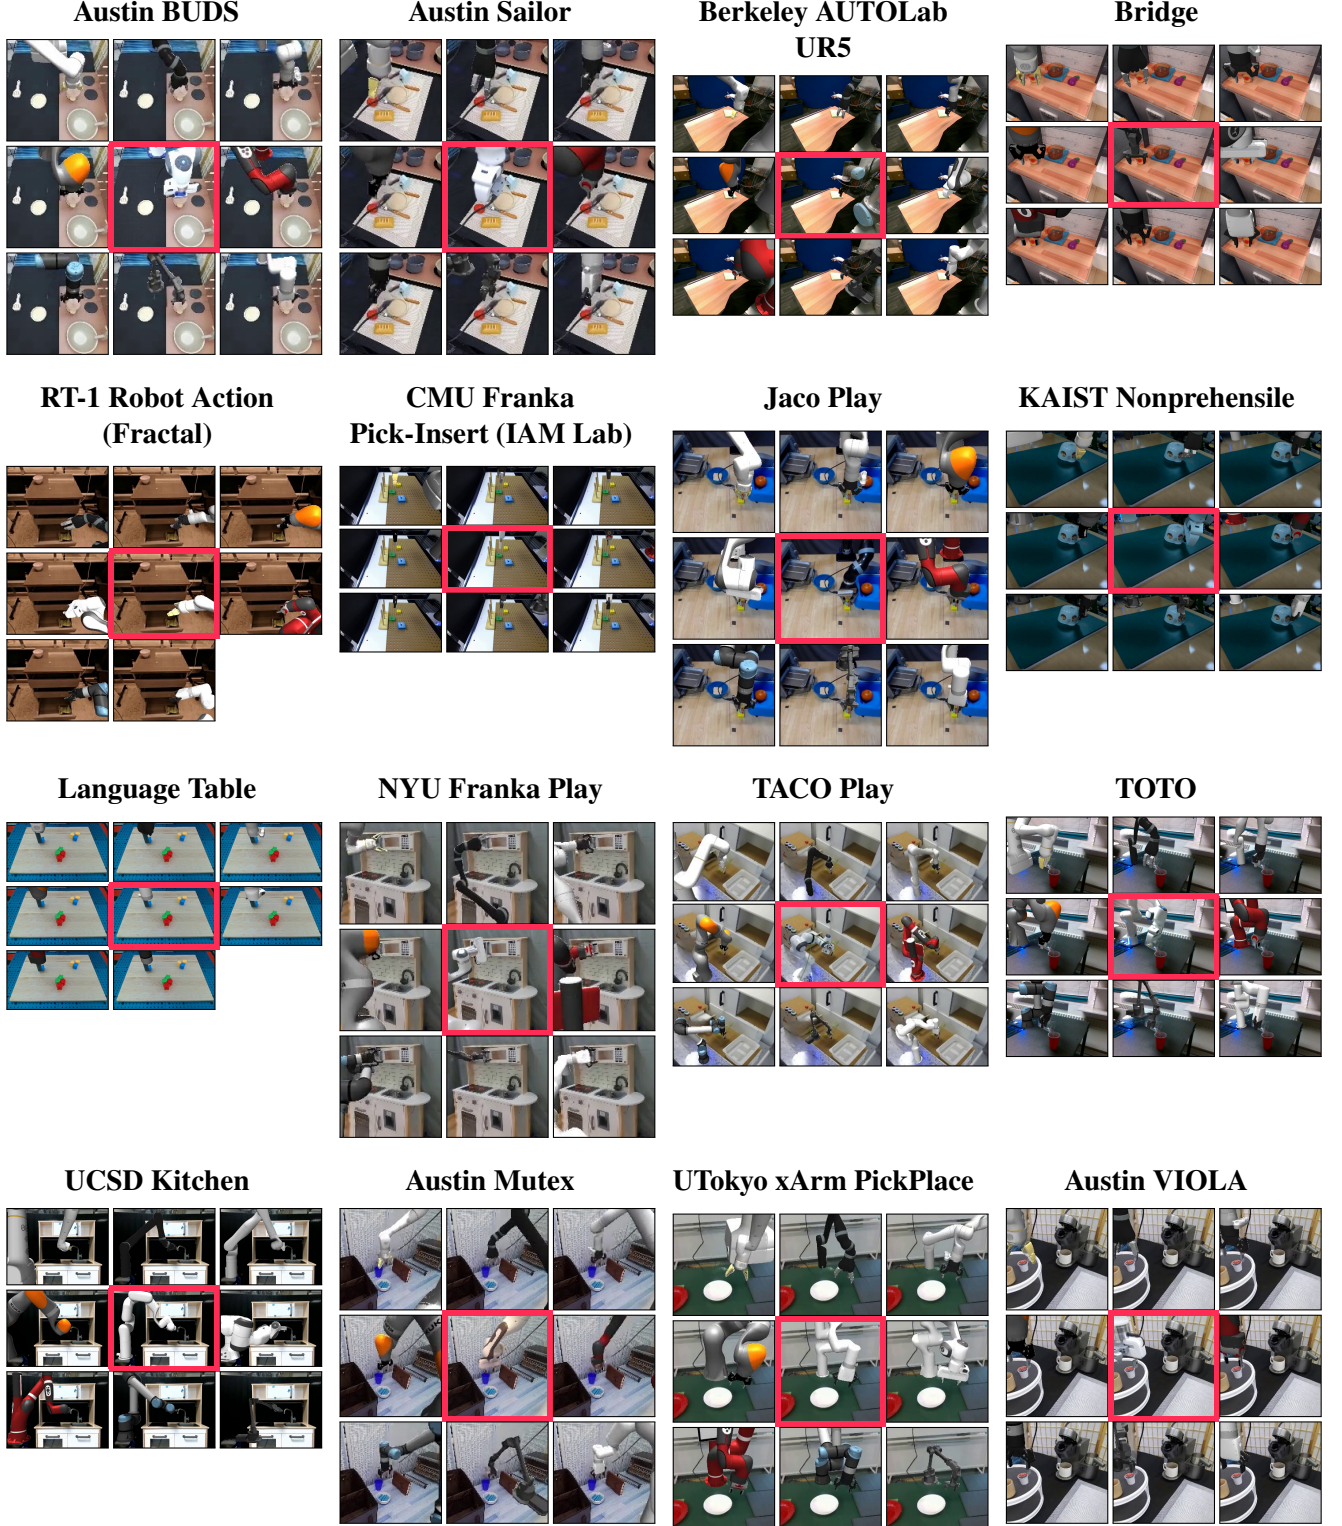 Austin BUDS
Austin Sailor
Berkeley AUTOLab
UR5
Bridge
RT-1 Robot Action
(Fractal)
CMU Franka
Pick-Insert (IAM Lab)
Jaco Play
KAIST Nonprehensile
Language Table
NYU Franka Play
TACO Play
TOTO
UCSD Kitchen
Austin Mutex
UTokyo xArm PickPlace
Austin VIOLA